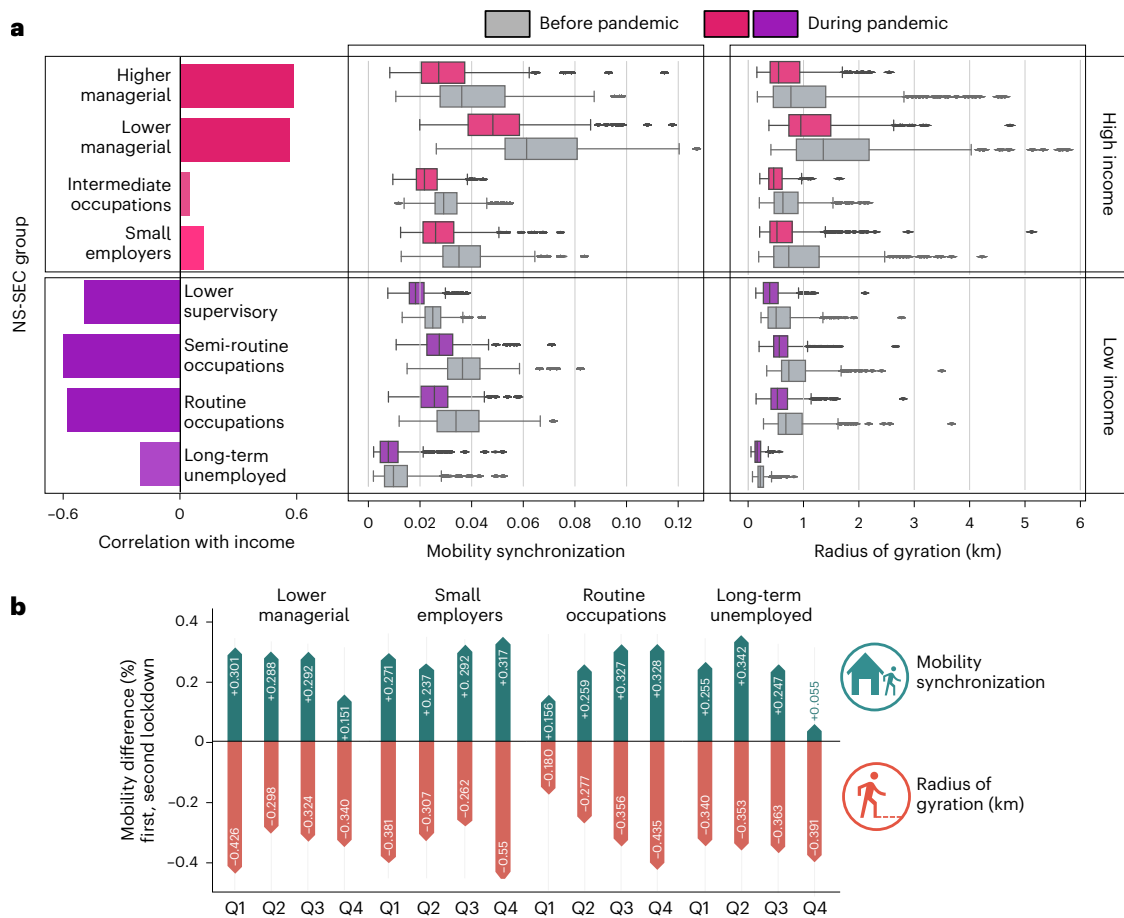 a
Before pandemic
During pandemic
NS-SEC group
Higher
managerial
Lower
managerial
Intermediate
occupations
Small
employers
Lower
supervisory
Semi-routine
occupations
Routine
occupations
Long-term
unemployed
High income
Low income
−0.6
0
0.6
Correlation with income
0
0.02
0.04
0.06
0.08
0.10
0.12
Mobility synchronization
0
1
2
3
4
5
6
Radius of gyration (km)
b
Lower
managerial
Small
employers
Routine
occupations
Long-term
unemployed
Mobility difference (%)
first, second lockdown
0.4
0.2
0
−0.2
−0.4
+0.301
+0.288
+0.292
+0.151
+0.271
+0. 237
+0. 292
+0.317
+0.156
+0.259
+0.327
+0.328
+0.255
+0.342
+0.247
+0.055
−0.426
−0.298
−0.324
−0.340
−0.381
−0.307
−0.262
−0.55
−0.180
−0.277
−0.356
−0.435
−0.340
−0.353
−0.363
−0.391
Q1
Q2
Q3
Q4
Q1
Q2
Q3
Q4
Q1
Q2
Q3
Q4
Q1
Q2
Q3
Q4
Mobility
synchronization
Radius of
gyration (km)